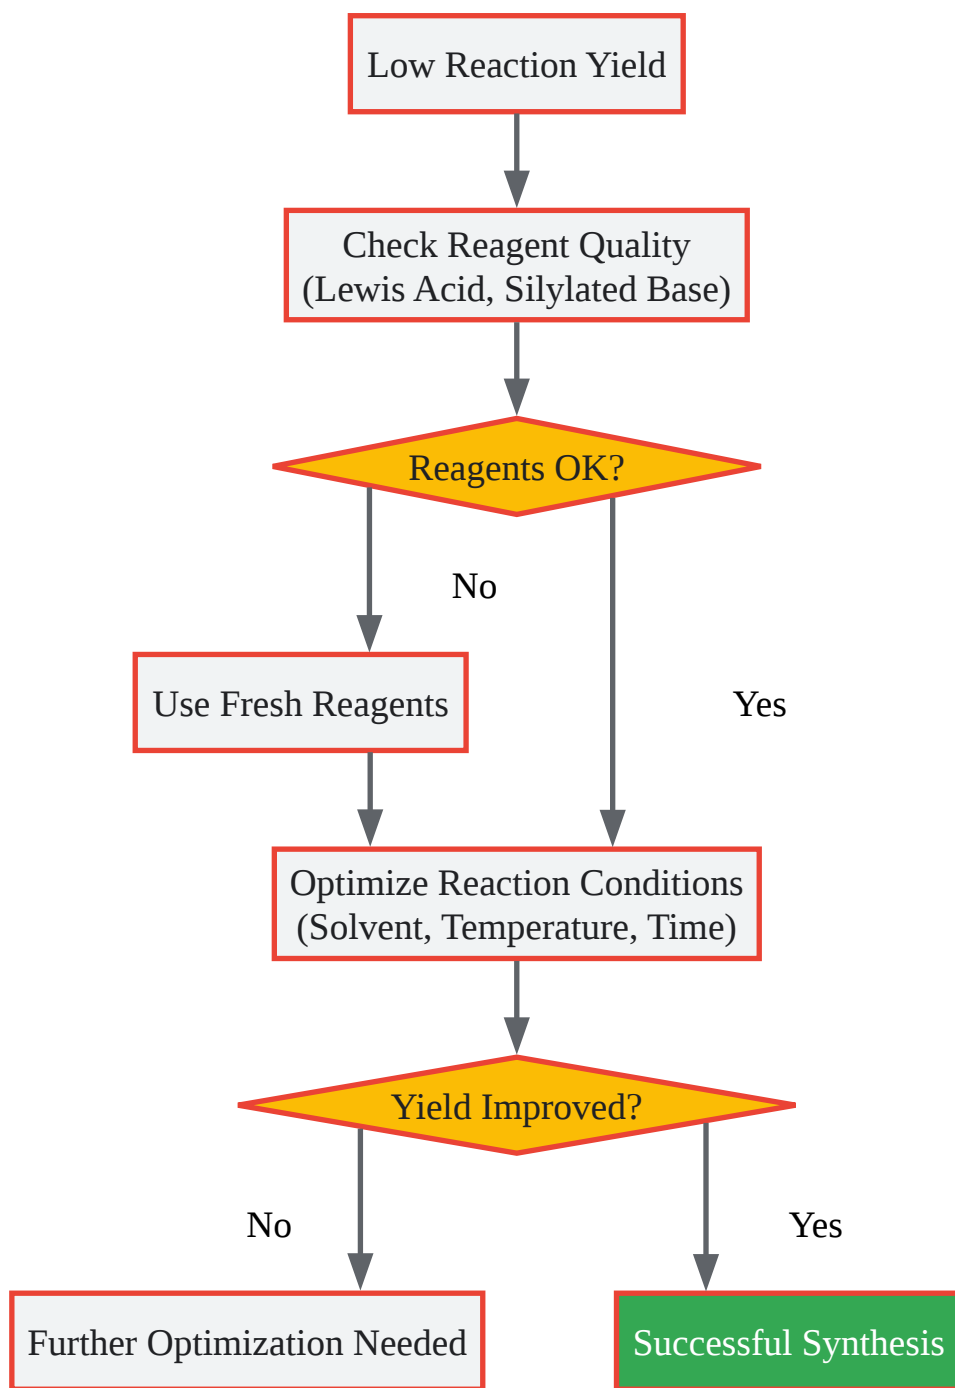 Low Reaction Yield
Check Reagent Quality
(Lewis Acid, Silylated Base)
Reagents OK?
No
Use Fresh Reagents
Yes
Optimize Reaction Conditions
(Solvent, Temperature, Time)
Yield Improved?
No
Yes
Further Optimization Needed
Successful Synthesis